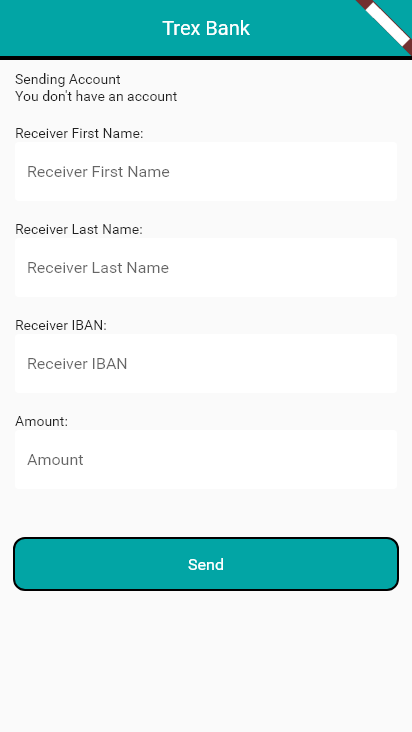 Trex Bank
Sending Account
You don't have an account
Receiver First Name:
Receiver First Name
Receiver Last Name:
Receiver Last Name
Receiver IBAN:
Receiver IBAN
Amount:
Amount
Send